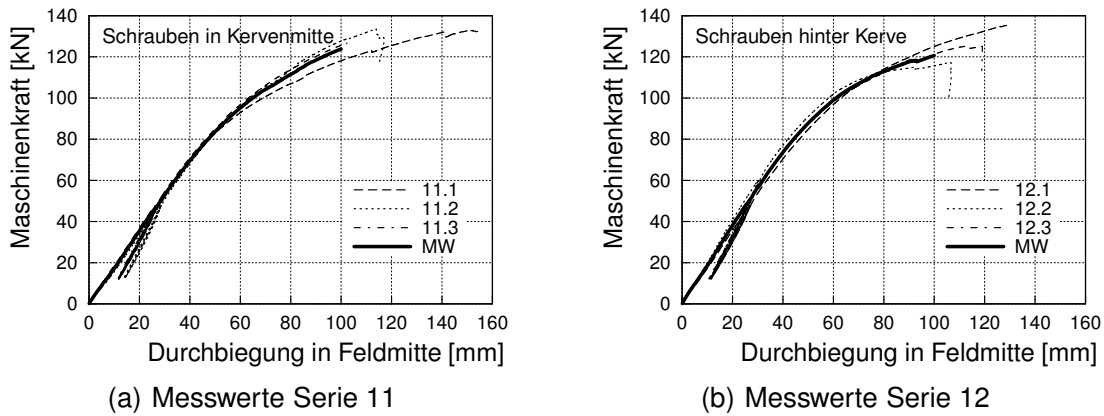 Maschinenkraft [kN]
140
120
100
80
60
40
20
0
Schrauben in Kervenmitte
11.1
11.2
11.3
MW
0 20 40 60 80 100 120 140 160
Durchbiegung in Feldmitte [mm]
(a) Messwerte Serie 11
Maschinenkraft [kN]
140
120
100
80
60
40
20
0
Schrauben hinter Kerve
12.1
12.2
12.3
MW
0 20 40 60 80 100 120 140 160
Durchbiegung in Feldmitte [mm]
(b) Messwerte Serie 12